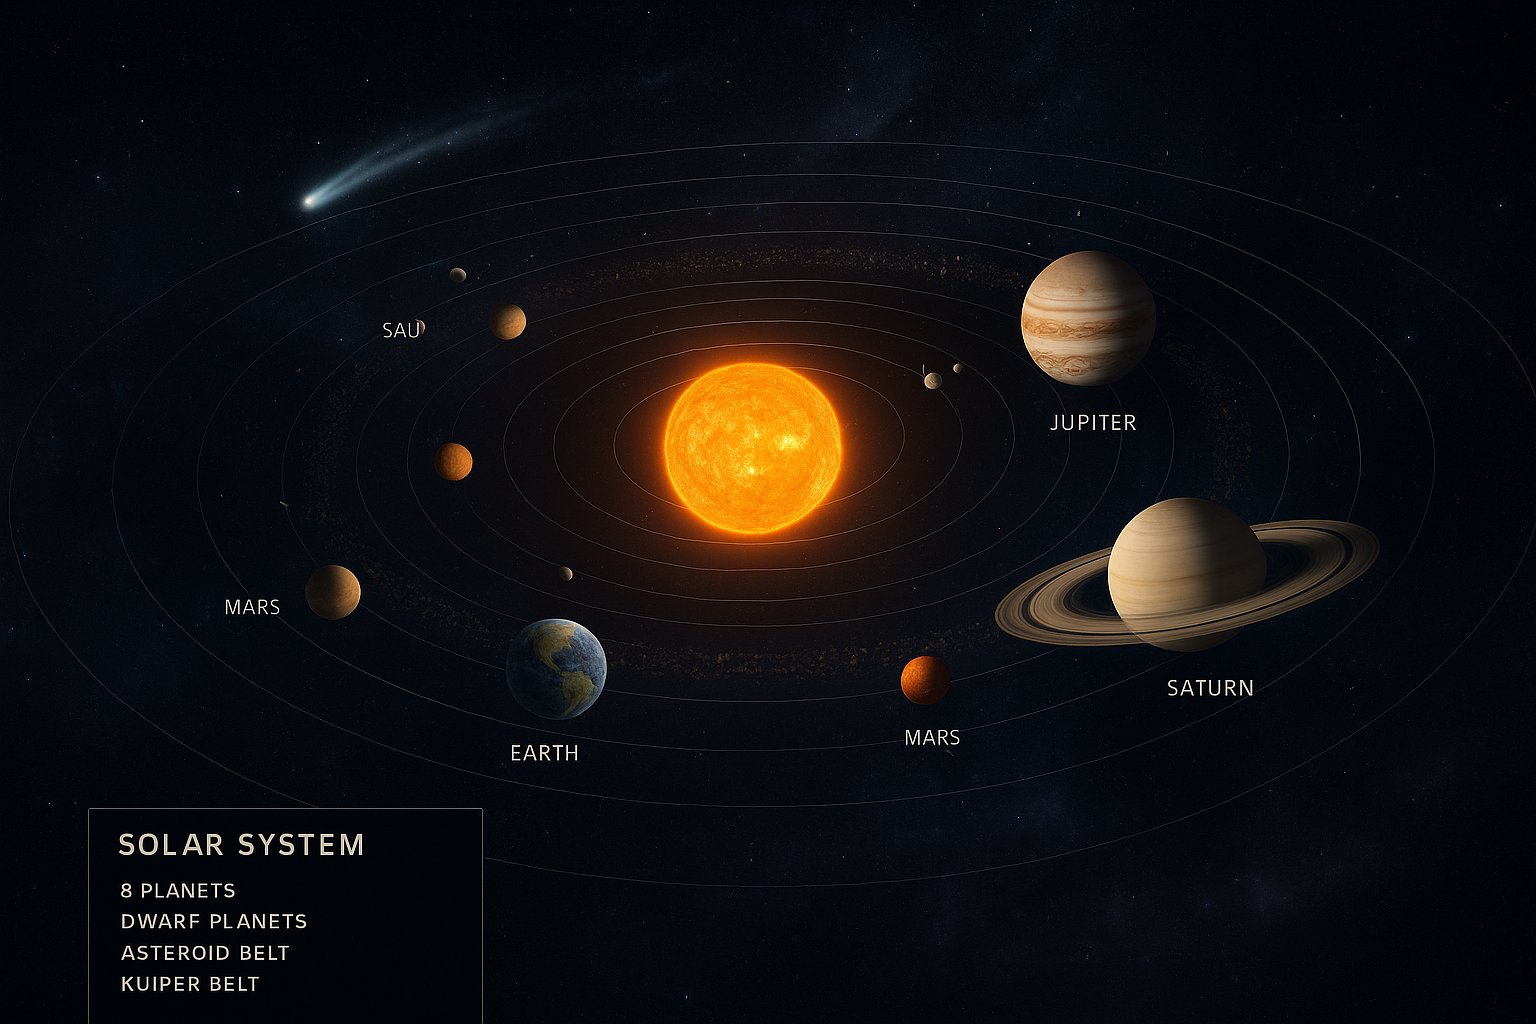 SAU
JUPITER
MARS
SATURN
EARTH
MARS
SOLAR SYSTEM
8 PLANETS
DWARF PLANETS
ASTEROID BELT
KUIPER BELT